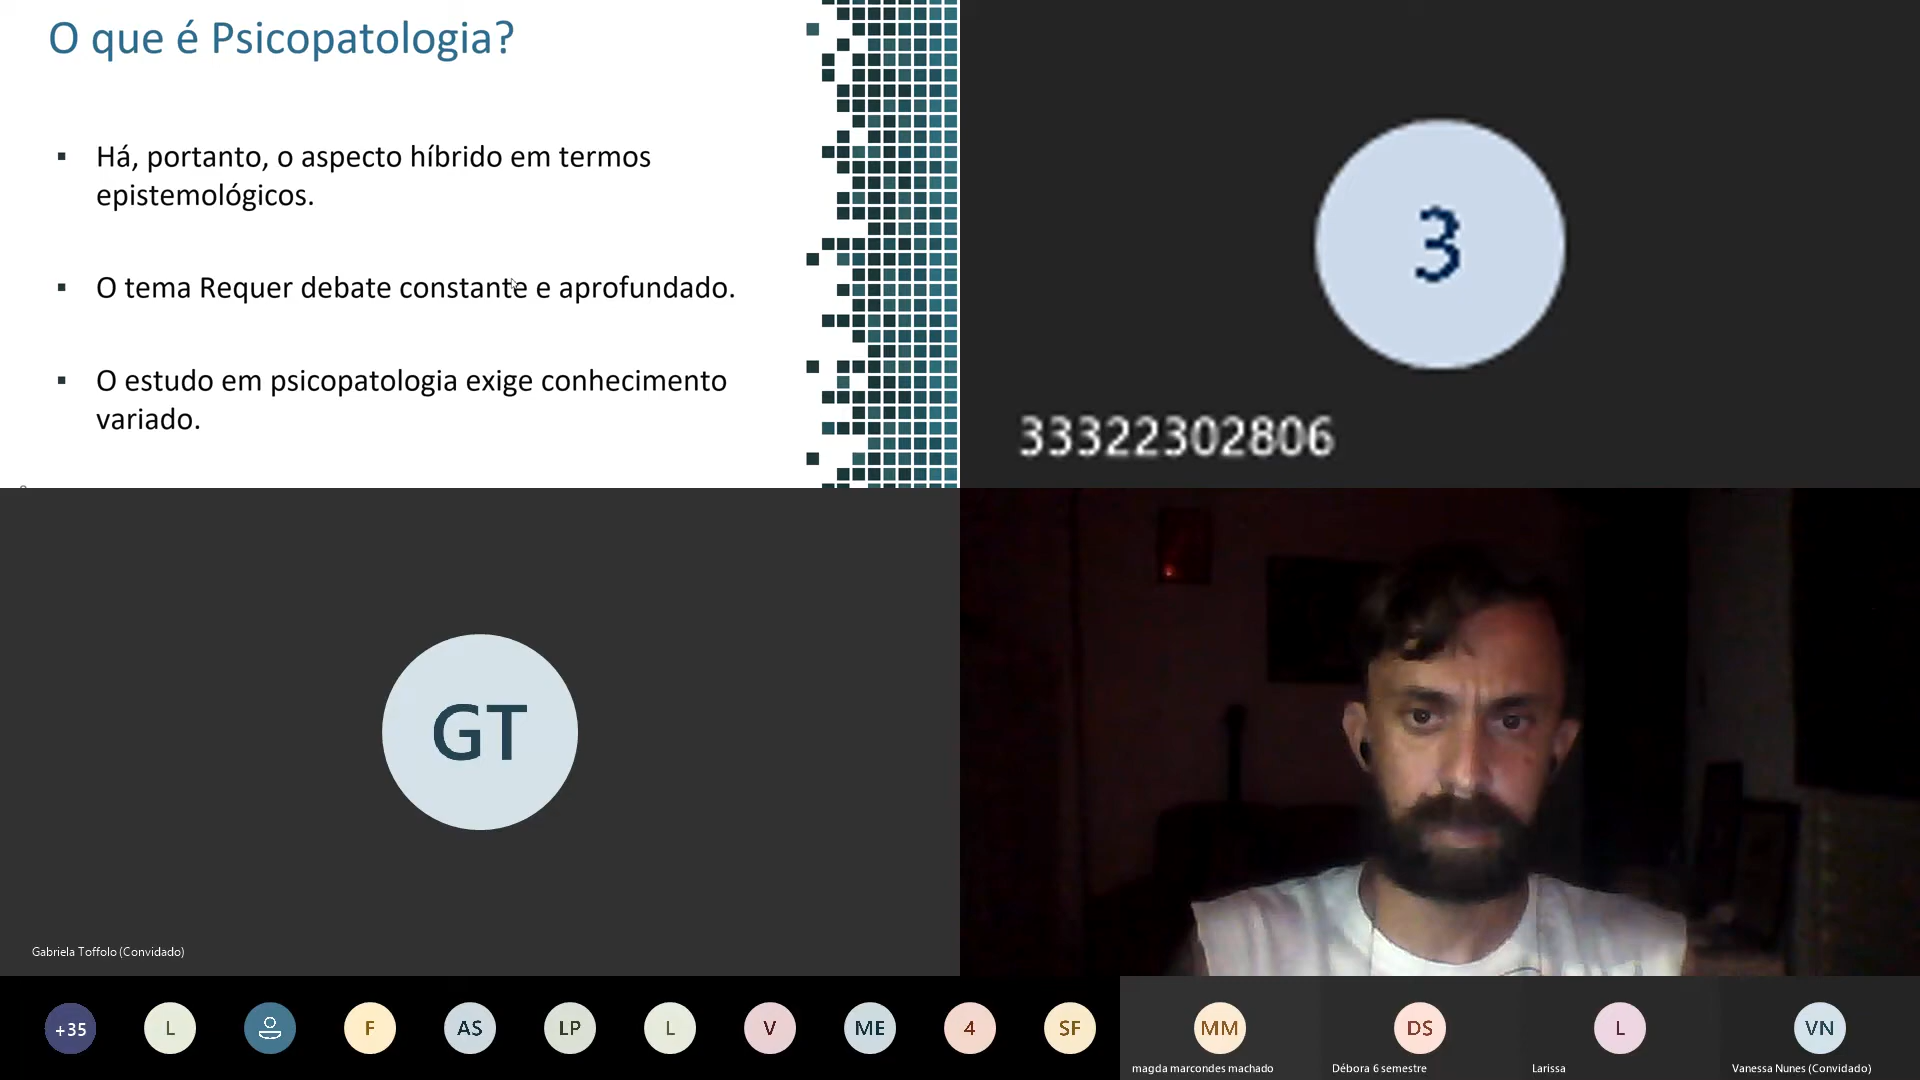 O que é Psicopatologia?
▪ Há, portanto, o aspecto híbrido em termos
epistemológicos.
▪ O tema Requer debate constante e aprofundado.
▪ O estudo em psicopatologia exige conhecimento
variado.
3
33322302806
GT
Gabriela Toffolo (Convidado)
+35
L
F
AS
LP
L
V
ME
4
SF
MM
DS
L
VN
magda marcondes machado
Débora 6 semestre
Larissa
Vanessa Nunes (Convidado)